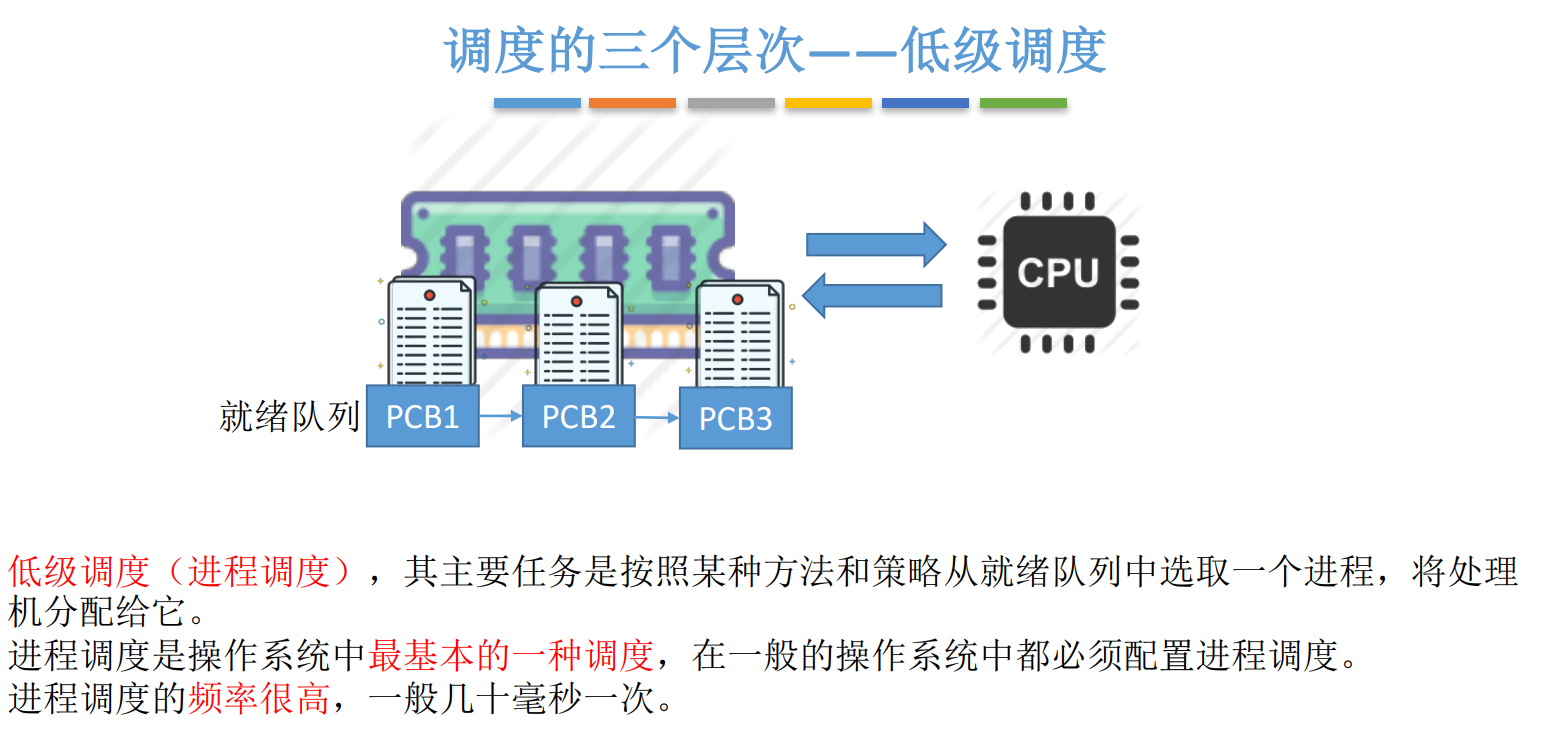 调度的三个层次——低级调度
CPU
就绪队列 PCB1 PCB2 PCB3
低级调度（进程调度），其主要任务是按照某种方法和策略从就绪队列中选取一个进程，将处理
机分配给它。
进程调度是操作系统中最基本的一种调度，在一般的操作系统中都必须配置进程调度。
进程调度的频率很高，一般几十毫秒一次。